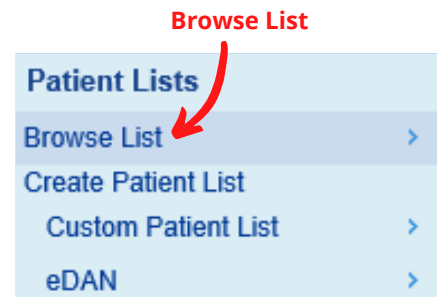 Browse List
Patient Lists
Browse List
Create Patient List
Custom Patient List
eDAN